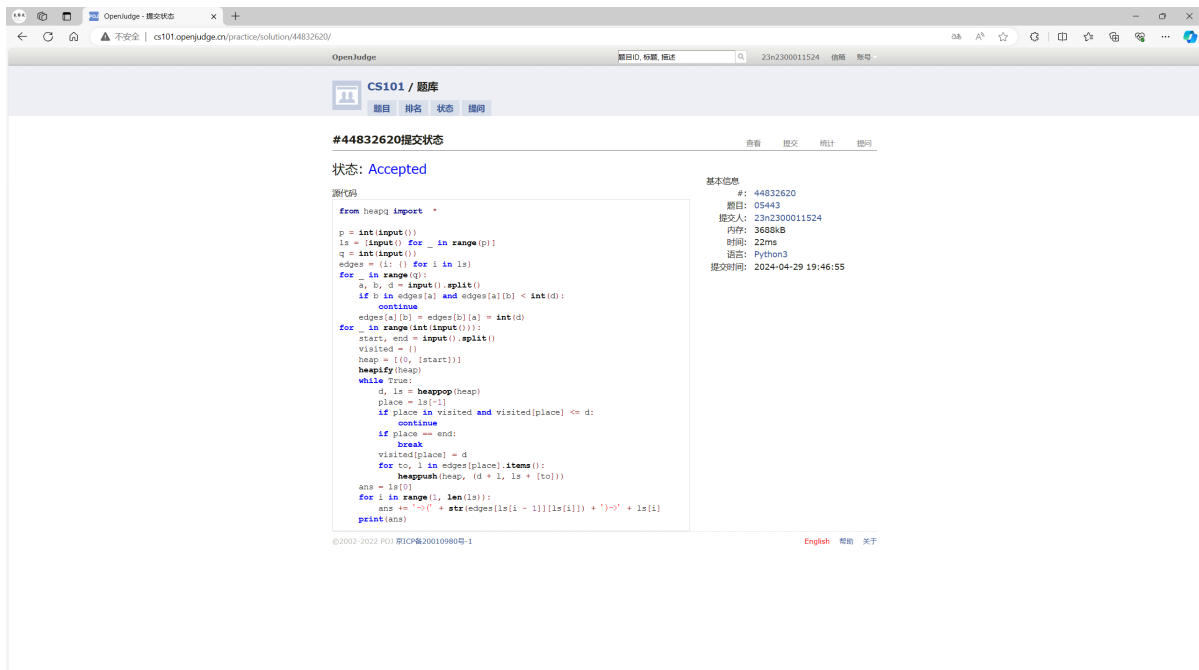 OpenJudge - 提交状态
不安全 | cs101.openjudge.cn/practice/solution/44832620/
OpenJudge 题目ID, 标题, 描述 23n2300011524 信箱 账号
CS101 / 题库
题目 排名 状态 提问
#44832620提交状态 查看 提交 统计 提问
状态: Accepted
源代码
from heapq import *
p = int(input())
ls = [input() for _ in range(p)]
q = int(input())
edges = {i: {} for i in ls}
for _ in range(q):
    a, b, d = input().split()
    if b in edges[a] and edges[a][b] < int(d):
        continue
    edges[a][b] = edges[b][a] = int(d)
for _ in range(int(input())):
    start, end = input().split()
    visited = {}
    heap = [(0, [start])]
    heapify(heap)
    while True:
        d, ls = heappop(heap)
        place = ls[-1]
        if place in visited and visited[place] <= d:
            continue
        if place == end:
            break
        visited[place] = d
        for to, l in edges[place].items():
            heappush(heap, (d + l, ls + [to]))
    ans = ls[0]
    for i in range(1, len(ls)):
        ans += '->(' + str(edges[ls[i - 1]][ls[i]]) + ')->' + ls[i]
    print(ans)
基本信息
#: 44832620
题目: 05443
提交人: 23n2300011524
内存: 3688kB
时间: 22ms
语言: Python3
提交时间: 2024-04-29 19:46:55
©2002-2022 POJ 京ICP备20010980号-1 English 帮助 关于